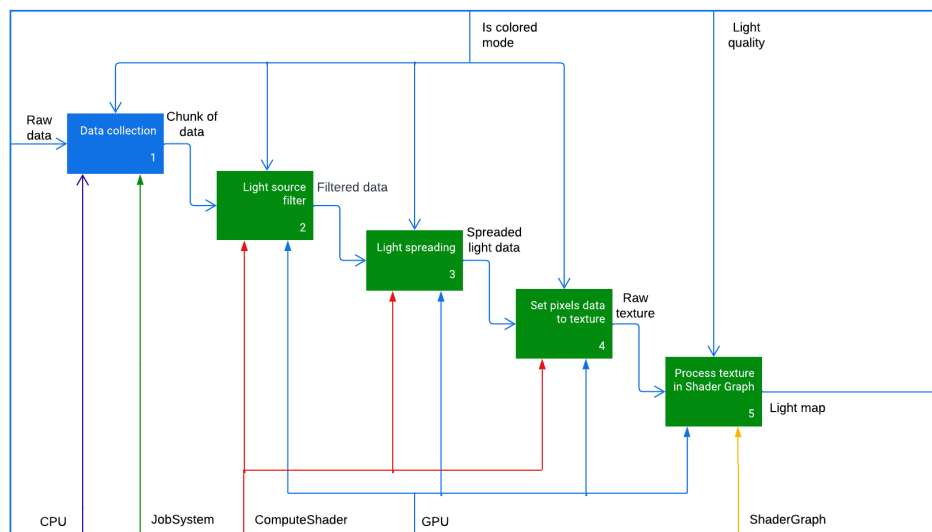 Is colored
mode
Light
quality
Raw
data
Data collection
1
Chunk of
data
Light source
filter
2
Filtered data
Light spreading
3
Spreaded
light data
Set pixels data
to texture
4
Raw
texture
Process texture
in Shader Graph
5
Light map
CPU
JobSystem
ComputeShader
GPU
ShaderGraph